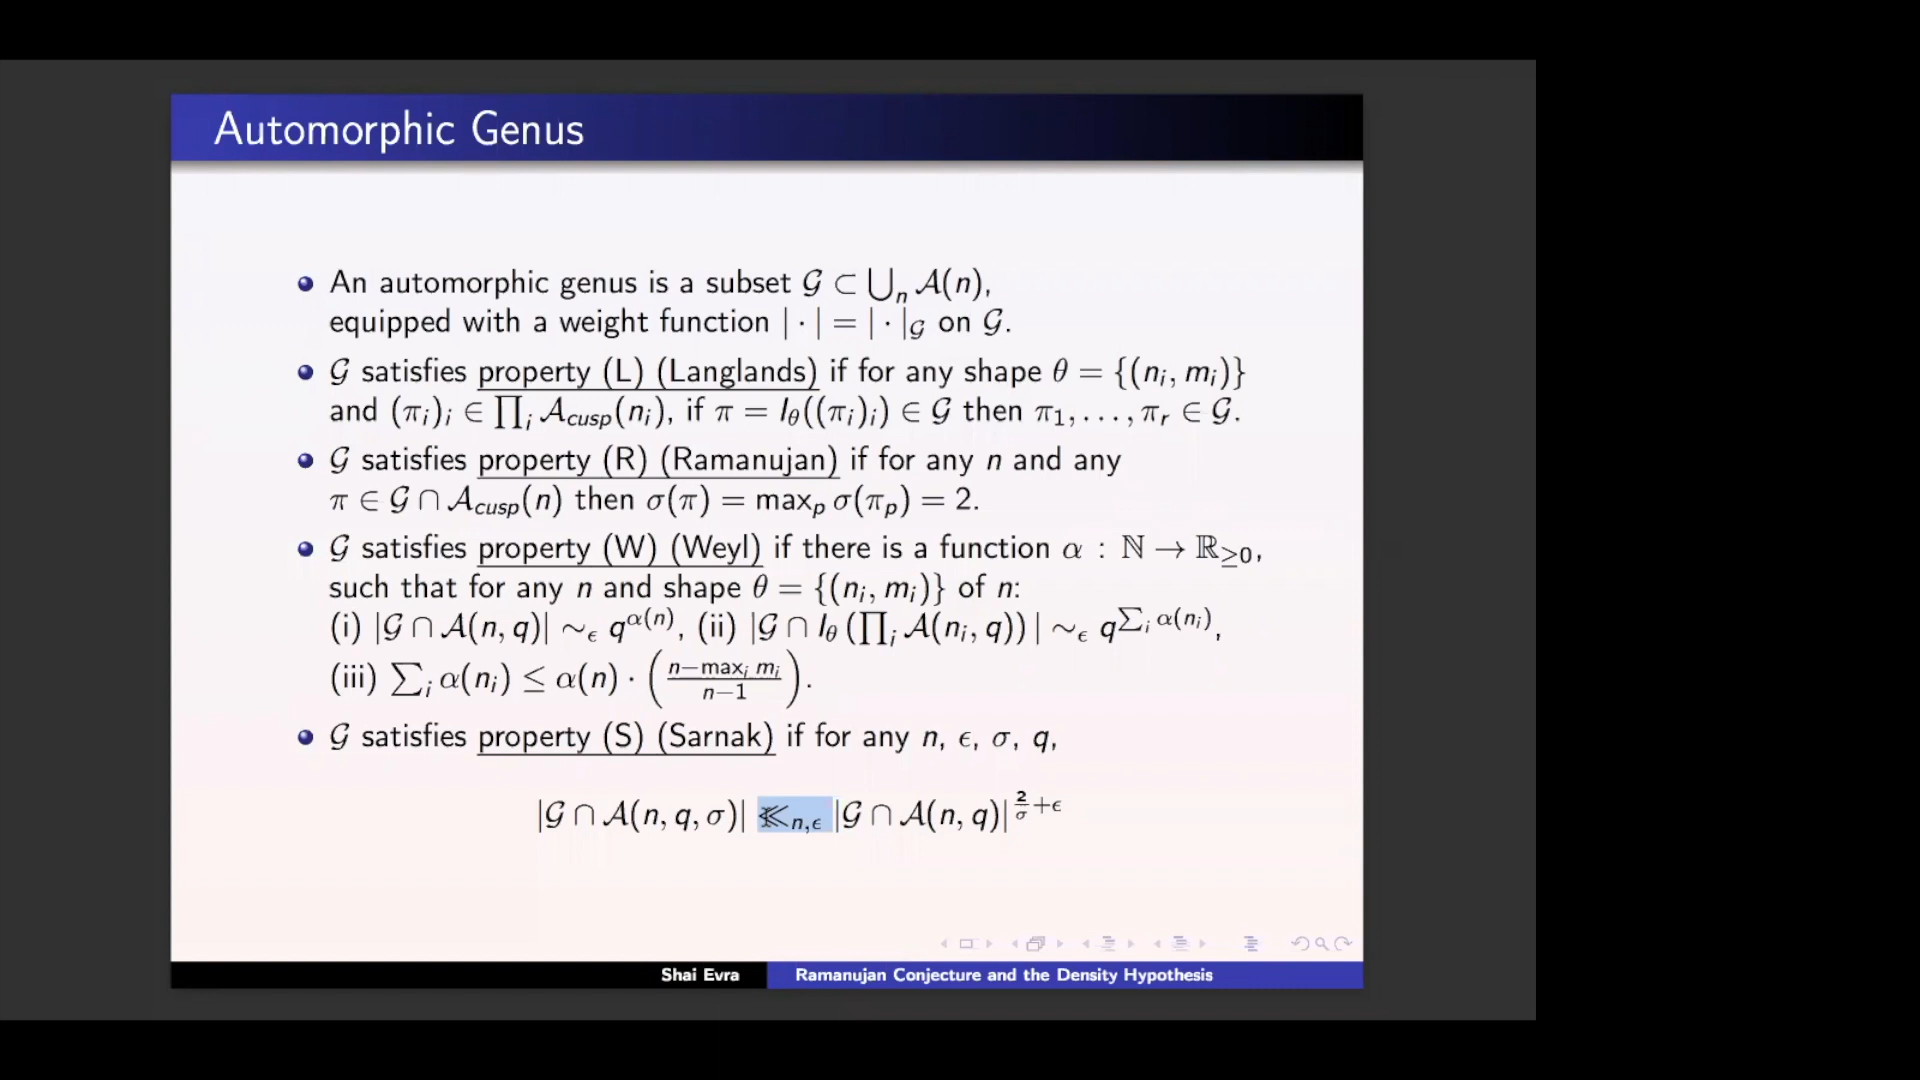 Automorphic Genus
An automorphic genus is a subset 𝒢 ⊂ ⋃ₙ 𝒜(n),
equipped with a weight function | · | = | · |_𝒢 on 𝒢.
𝒢 satisfies property (L) (Langlands) if for any shape θ = {(nᵢ, mᵢ)}
and (πᵢ)ᵢ ∈ ∏ᵢ 𝒜_cusp(nᵢ), if π = I_θ((πᵢ)ᵢ) ∈ 𝒢 then π₁, . . . , πᵣ ∈ 𝒢.
𝒢 satisfies property (R) (Ramanujan) if for any n and any
π ∈ 𝒢 ∩ 𝒜_cusp(n) then σ(π) = max_p σ(π_p) = 2.
𝒢 satisfies property (W) (Weyl) if there is a function α : ℕ → ℝ_≥0,
such that for any n and shape θ = {(nᵢ, mᵢ)} of n:
(i) |𝒢 ∩ 𝒜(n, q)| ∼_ϵ q^{α(n)}, (ii) |𝒢 ∩ I_θ (∏ᵢ 𝒜(nᵢ, q)) | ∼_ϵ q^{∑ᵢ α(nᵢ)},
(iii) ∑ᵢ α(nᵢ) ≤ α(n) · ((n−maxᵢ mᵢ)/(n−1)).
𝒢 satisfies property (S) (Sarnak) if for any n, ϵ, σ, q,
|𝒢 ∩ 𝒜(n, q, σ)| ≪_{n,ϵ} |𝒢 ∩ 𝒜(n, q)|^{2/σ+ϵ}
Shai Evra
Ramanujan Conjecture and the Density Hypothesis